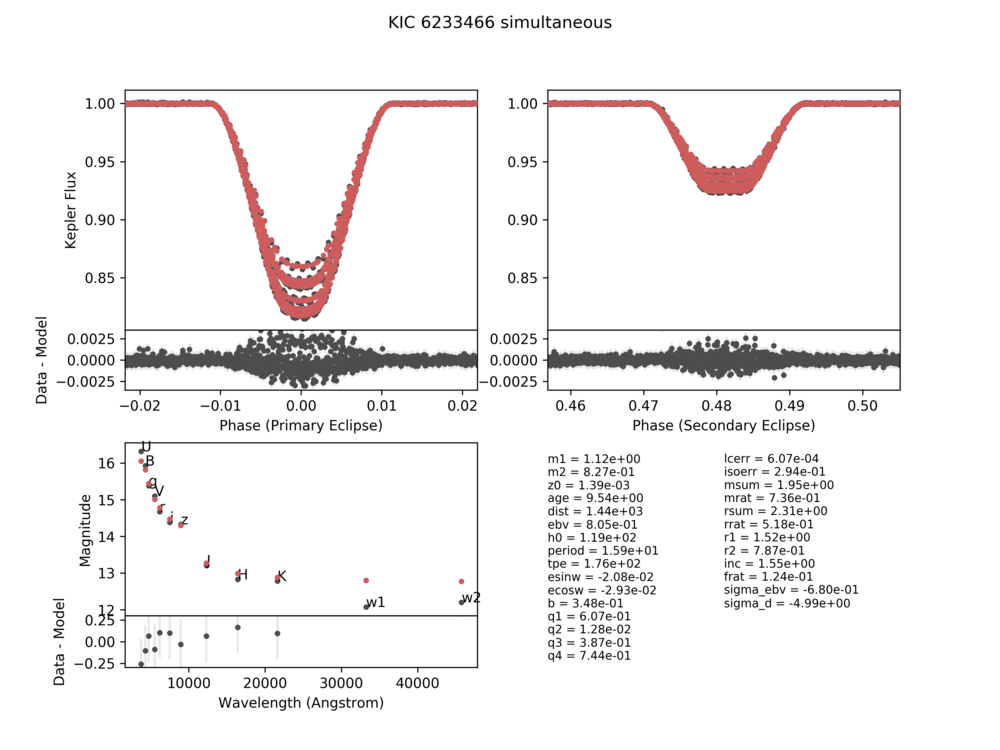 KIC 6233466 simultaneous
1.00
0.95
0.90
0.85
Kepler Flux
0.0025
0.0000
−0.0025
Data - Model
−0.02 −0.01 0.00 0.01 0.02
Phase (Primary Eclipse)
1.00
0.95
0.90
0.85
0.0025
0.0000
−0.0025
0.46 0.47 0.48 0.49 0.50
Phase (Secondary Eclipse)
16
15
14
13
12
Magnitude
U
B
g
V
r
i
z
J
H
K
w1
w2
0.25
0.00
−0.25
Data - Model
10000 20000 30000 40000
Wavelength (Angstrom)
m1 = 1.12e+00
m2 = 8.27e-01
z0 = 1.39e-03
age = 9.54e+00
dist = 1.44e+03
ebv = 8.05e-01
h0 = 1.19e+02
period = 1.59e+01
tpe = 1.76e+02
esinw = -2.08e-02
ecosw = -2.93e-02
b = 3.48e-01
q1 = 6.07e-01
q2 = 1.28e-02
q3 = 3.87e-01
q4 = 7.44e-01
lcerr = 6.07e-04
isoerr = 2.94e-01
msum = 1.95e+00
mrat = 7.36e-01
rsum = 2.31e+00
rrat = 5.18e-01
r1 = 1.52e+00
r2 = 7.87e-01
inc = 1.55e+00
frat = 1.24e-01
sigma_ebv = -6.80e-01
sigma_d = -4.99e+00